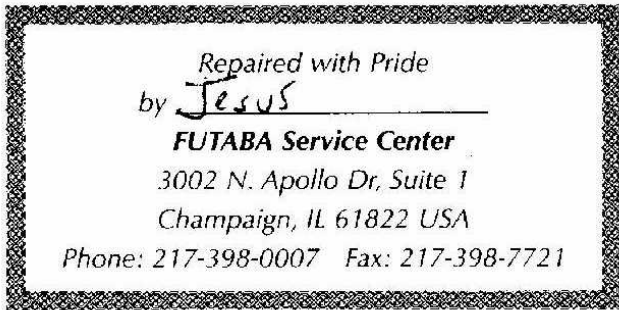 Repaired with Pride
by Jesus
FUTABA Service Center
3002 N. Apollo Dr, Suite 1
Champaign, IL 61822 USA
Phone: 217-398-0007 Fax: 217-398-7721